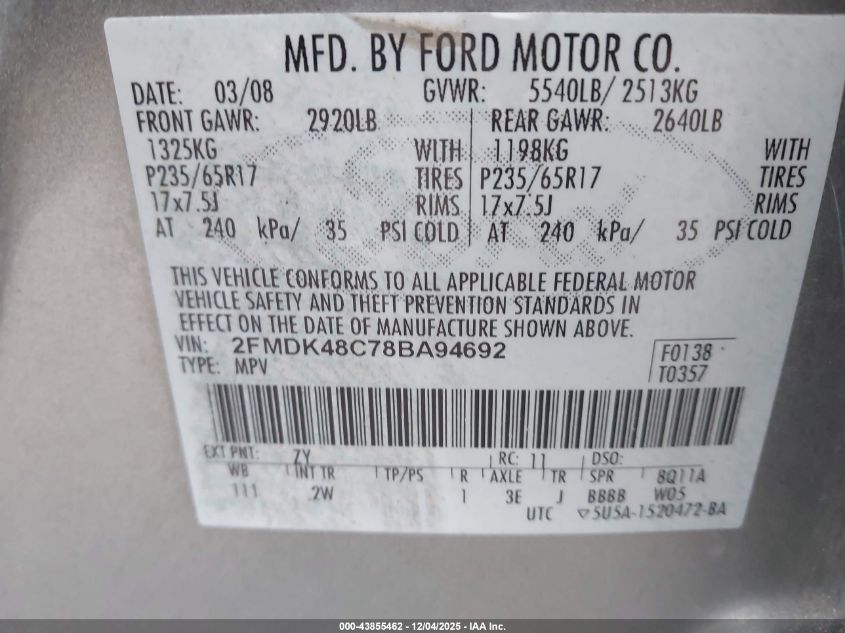 MFD. BY FORD MOTOR CO.
DATE: 03/08 GVWR: 5540LB/ 2513KG
FRONT GAWR: 2920LB REAR GAWR: 2640LB
1325KG WITH 1198KG WITH
P235/65R17 TIRES P235/65R17 TIRES
17x7.5J RIMS 17x7.5J RIMS
AT 240 kPa/ 35 PSI COLD AT 240 kPa/ 35 PSI COLD
THIS VEHICLE CONFORMS TO ALL APPLICABLE FEDERAL MOTOR
VEHICLE SAFETY AND THEFT PREVENTION STANDARDS IN
EFFECT ON THE DATE OF MANUFACTURE SHOWN ABOVE.
VIN: 2FMDK48C78BA94692 F0138
TYPE: MPV T0357
EXT PNT: ZY RC: 11 DSO:
WB INT TR TP/PS R AXLE TR SPR 8Q11A
111 2W 1 3E J BBBB W05
UTC ▽5U5A-1520472-BA
000-43855462 - 12/04/2025 - IAA Inc.